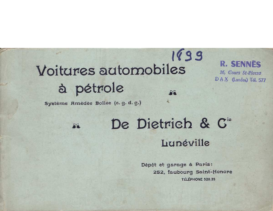 1899
Voitures automobiles
à pétrole
Système Amédée Bollée (s. g. d. g.)
R. SENNÈS
De Dietrich & Cie
Lunéville
Dépôt et garage à Paris:
Faubourg Saint-Honoré